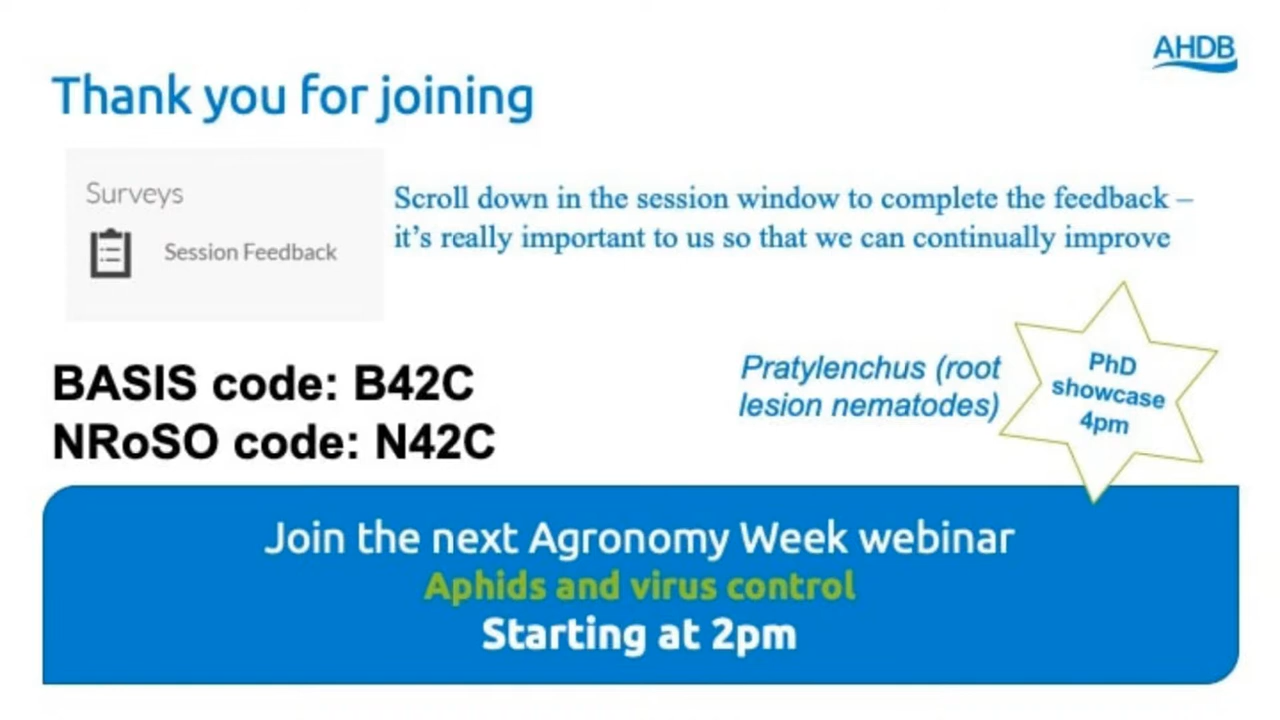 AHDB
Thank you for joining
Surveys
Session Feedback
Scroll down in the session window to complete the feedback –
it's really important to us so that we can continually improve
BASIS code: B42C
NRoSO code: N42C
Pratylenchus (root
lesion nematodes)
PhD
showcase
4pm
Join the next Agronomy Week webinar
Aphids and virus control
Starting at 2pm